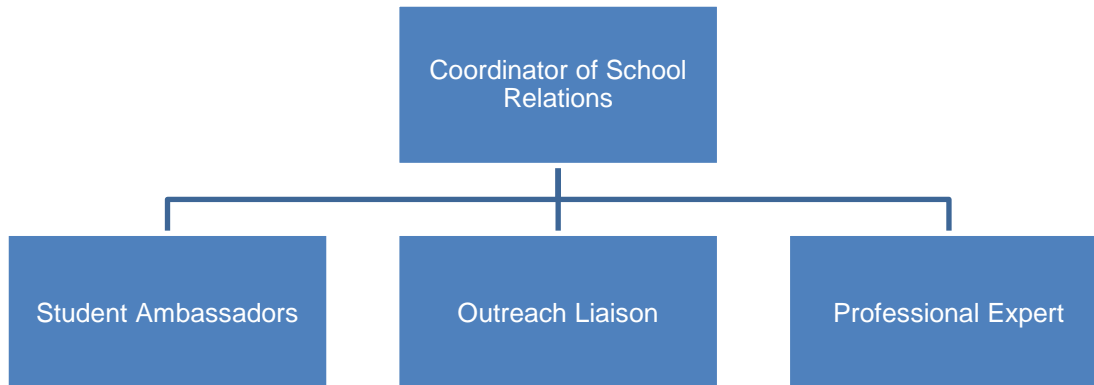 Coordinator of School
Relations
Student Ambassadors
Outreach Liaison
Professional Expert